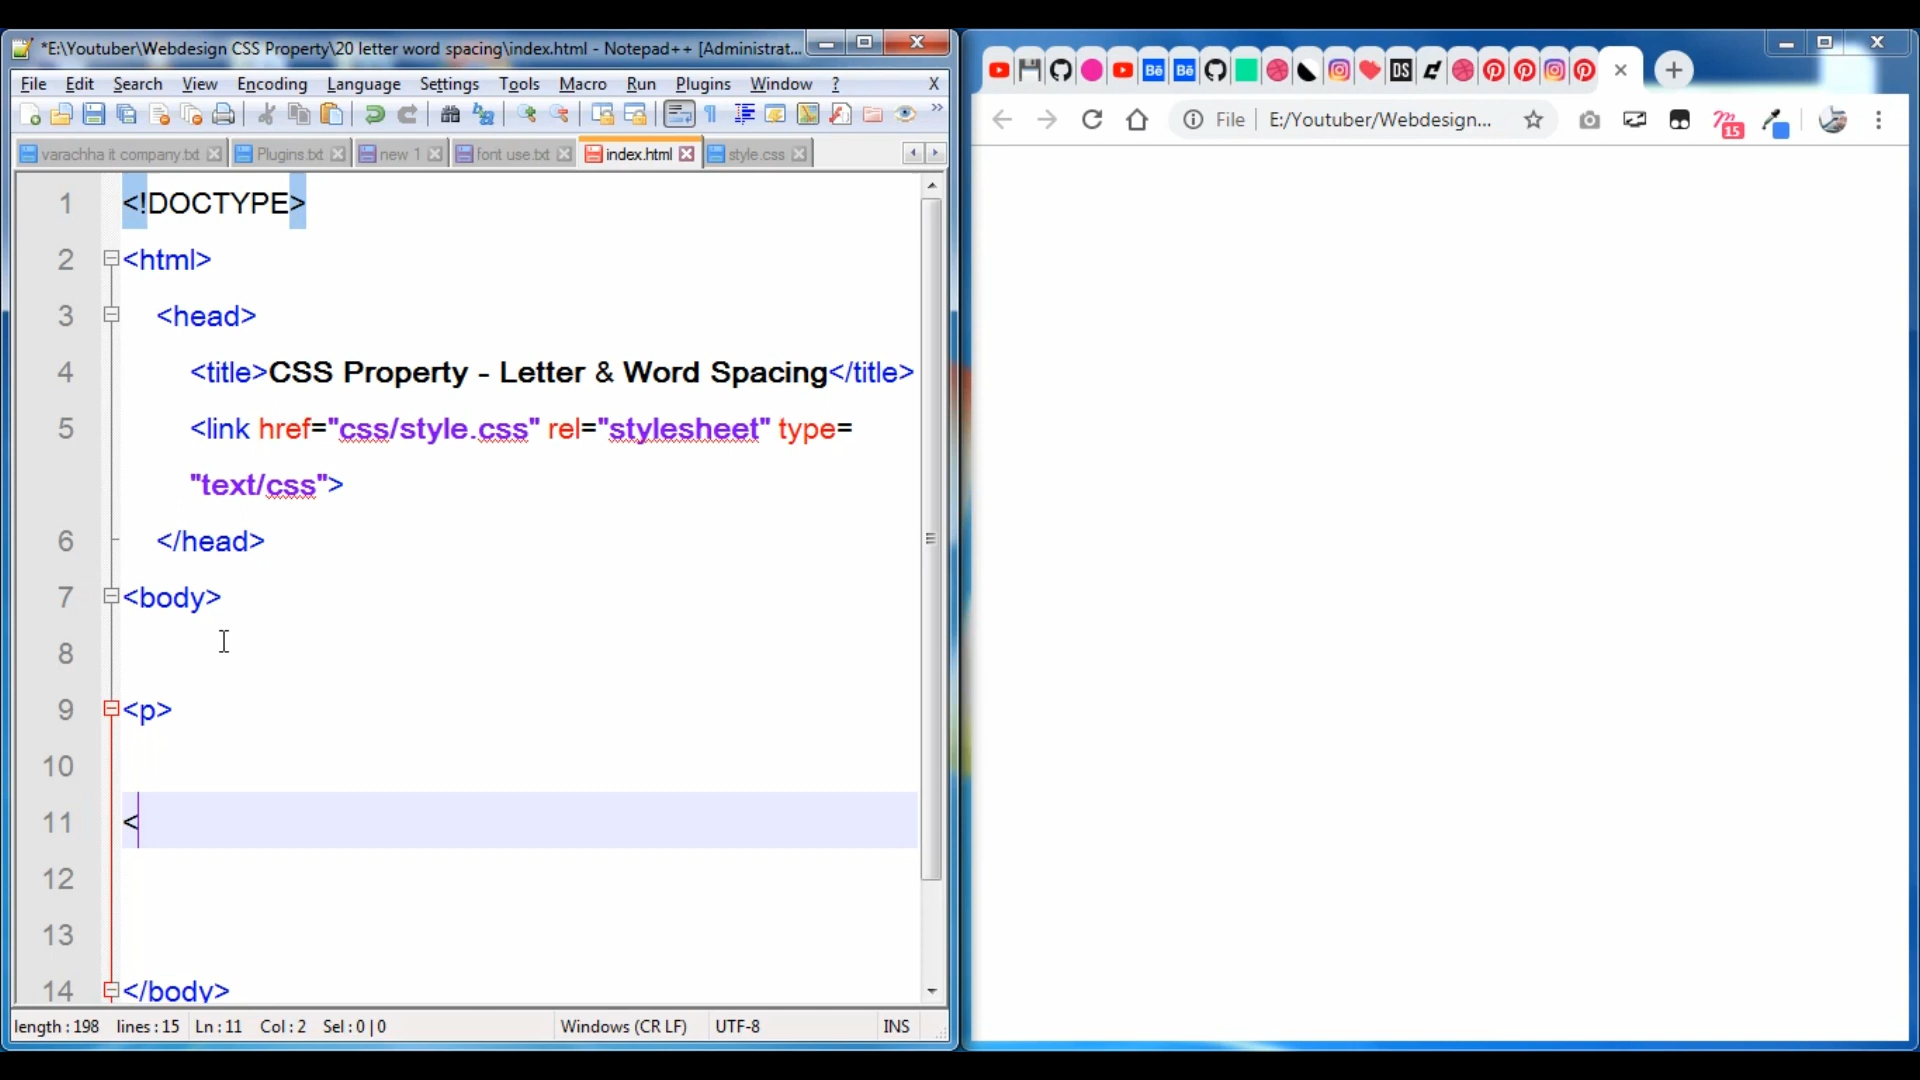 *E:\Youtuber\Webdesign CSS Property\20 letter word spacing\index.html - Notepad++ [Administrat...
File Edit Search View Encoding Language Settings Tools Macro Run Plugins Window ? X
varachha it company.txt Plugins.txt new 1 font use.txt index.html style.css
1 <!DOCTYPE>
2 <html>
3 <head>
4 <title>CSS Property - Letter & Word Spacing</title>
5 <link href="css/style.css" rel="stylesheet" type=
"text/css">
6 </head>
7 <body>
8
9 <p>
10
11 <
12
13
14 </body>
length : 198 lines : 15 Ln : 11 Col : 2 Sel : 0 | 0 Windows (CR LF) UTF-8 INS
Bē Bē DS
File E:/Youtuber/Webdesign... 15